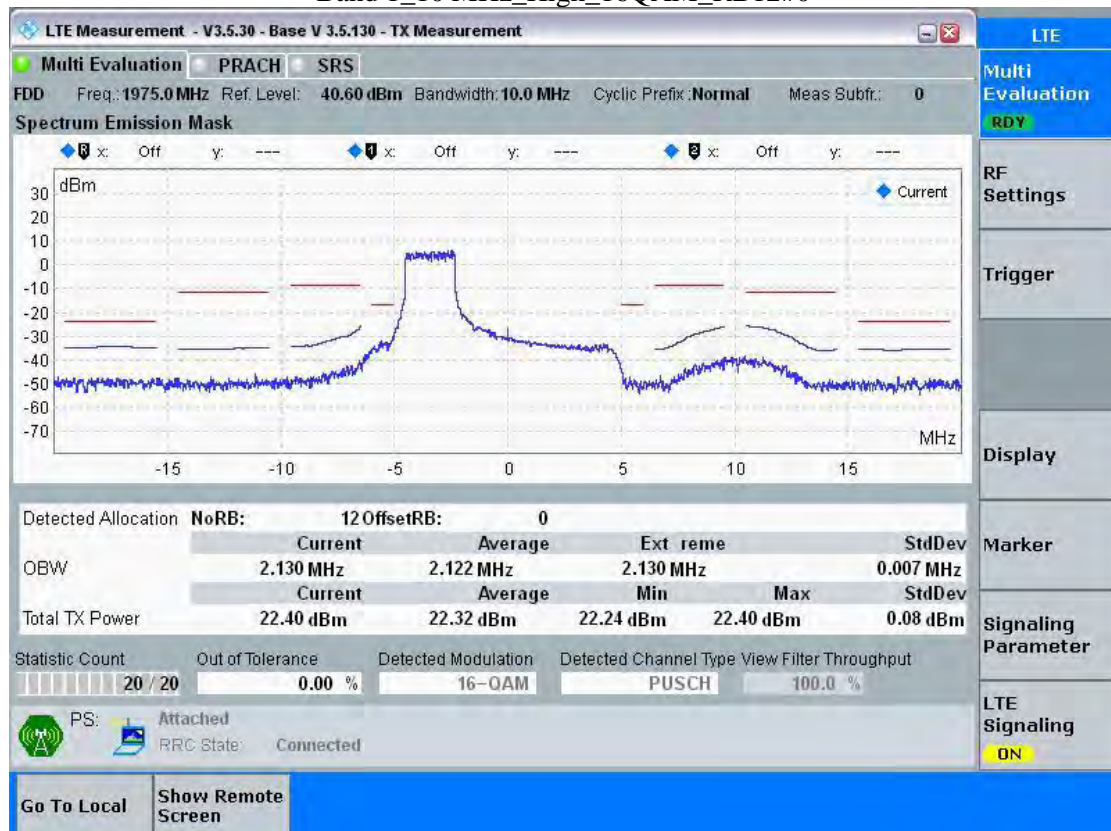 LTE Measurement - V3.5.30 - Base V 3.5.130 - TX Measurement
LTE
Multi Evaluation PRACH SRS
Multi Evaluation
RDY
FDD Freq.: 1975.0 MHz Ref. Level: 40.60 dBm Bandwidth: 10.0 MHz Cyclic Prefix :Normal Meas Subfr.: 0
Spectrum Emission Mask
R x: Off y: --- 1 x: Off y: --- 2 x: Off y: ---
dBm
Current
30
20
10
0
-10
-20
-30
-40
-50
-60
-70
MHz
-15 -10 -5 0 5 10 15
RF Settings
Trigger
Display
Marker
Signaling Parameter
LTE Signaling
ON
Detected Allocation NoRB: 12 OffsetRB: 0
Current Average Ext reme StdDev
OBW 2.130 MHz 2.122 MHz 2.130 MHz 0.007 MHz
Current Average Min Max StdDev
Total TX Power 22.40 dBm 22.32 dBm 22.24 dBm 22.40 dBm 0.08 dBm
Statistic Count Out of Tolerance Detected Modulation Detected Channel Type View Filter Throughput
20 / 20 0.00 % 16-QAM PUSCH 100.0 %
PS: Attached
RRC State: Connected
Go To Local Show Remote Screen